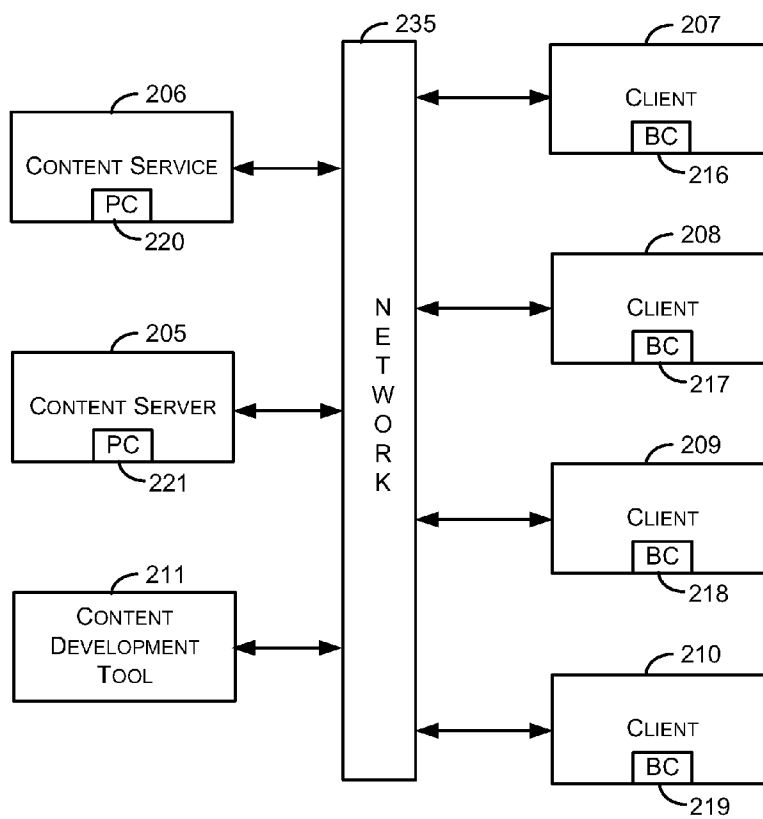 235
206
CONTENT SERVICE
PC
220
205
CONTENT SERVER
PC
221
211
CONTENT
DEVELOPMENT
TOOL
NETWORK
207
CLIENT
BC
216
208
CLIENT
BC
217
209
CLIENT
BC
218
210
CLIENT
BC
219